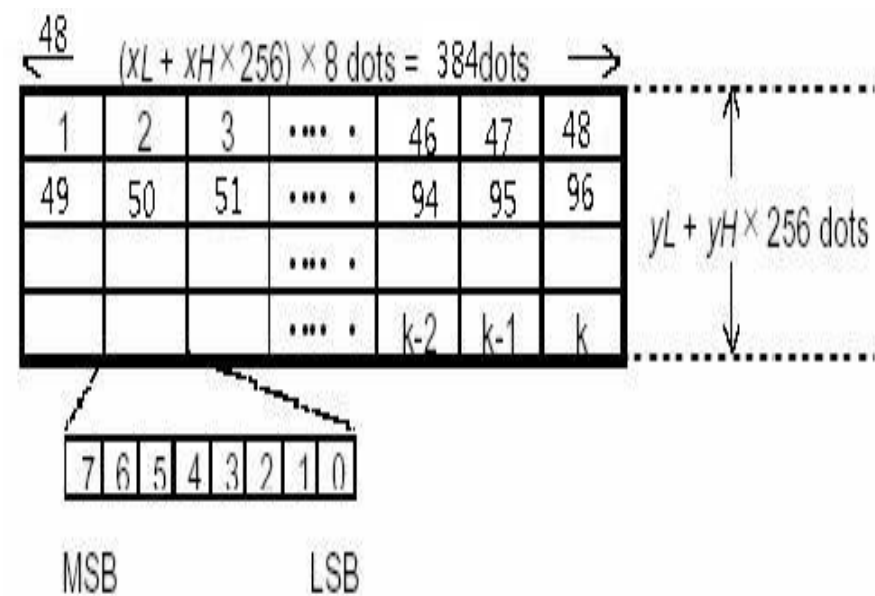 48
(xL + xH×256) × 8 dots = 384dots
1 2 3 ····· 46 47 48
49 50 51 ····· 94 95 96
yL + yH × 256 dots
·····
····· k-2 k-1 k
7 6 5 4 3 2 1 0
MSB LSB